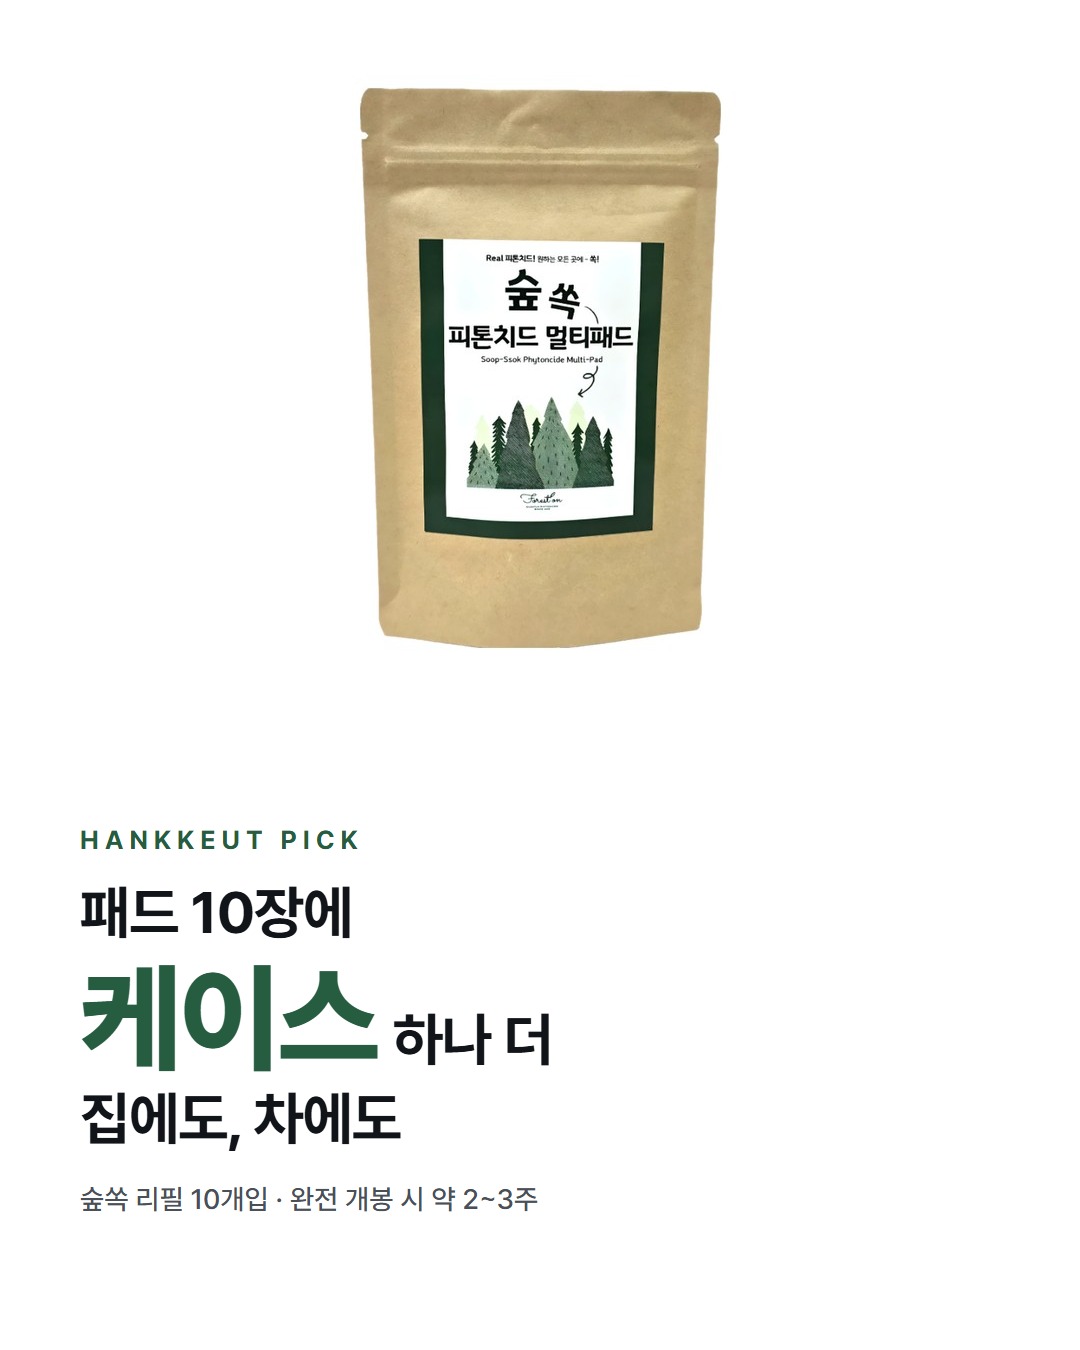 Real 피톤치드! 원하는 모든 곳에 - 쏙!
숲 쏙
피톤치드 멀티패드
Soop-Ssok Phytoncide Multi-Pad
Forest'on
HANKKEUT PICK
패드 10장에
케이스 하나 더
집에도, 차에도
숲쏙 리필 10개입 · 완전 개봉 시 약 2~3주